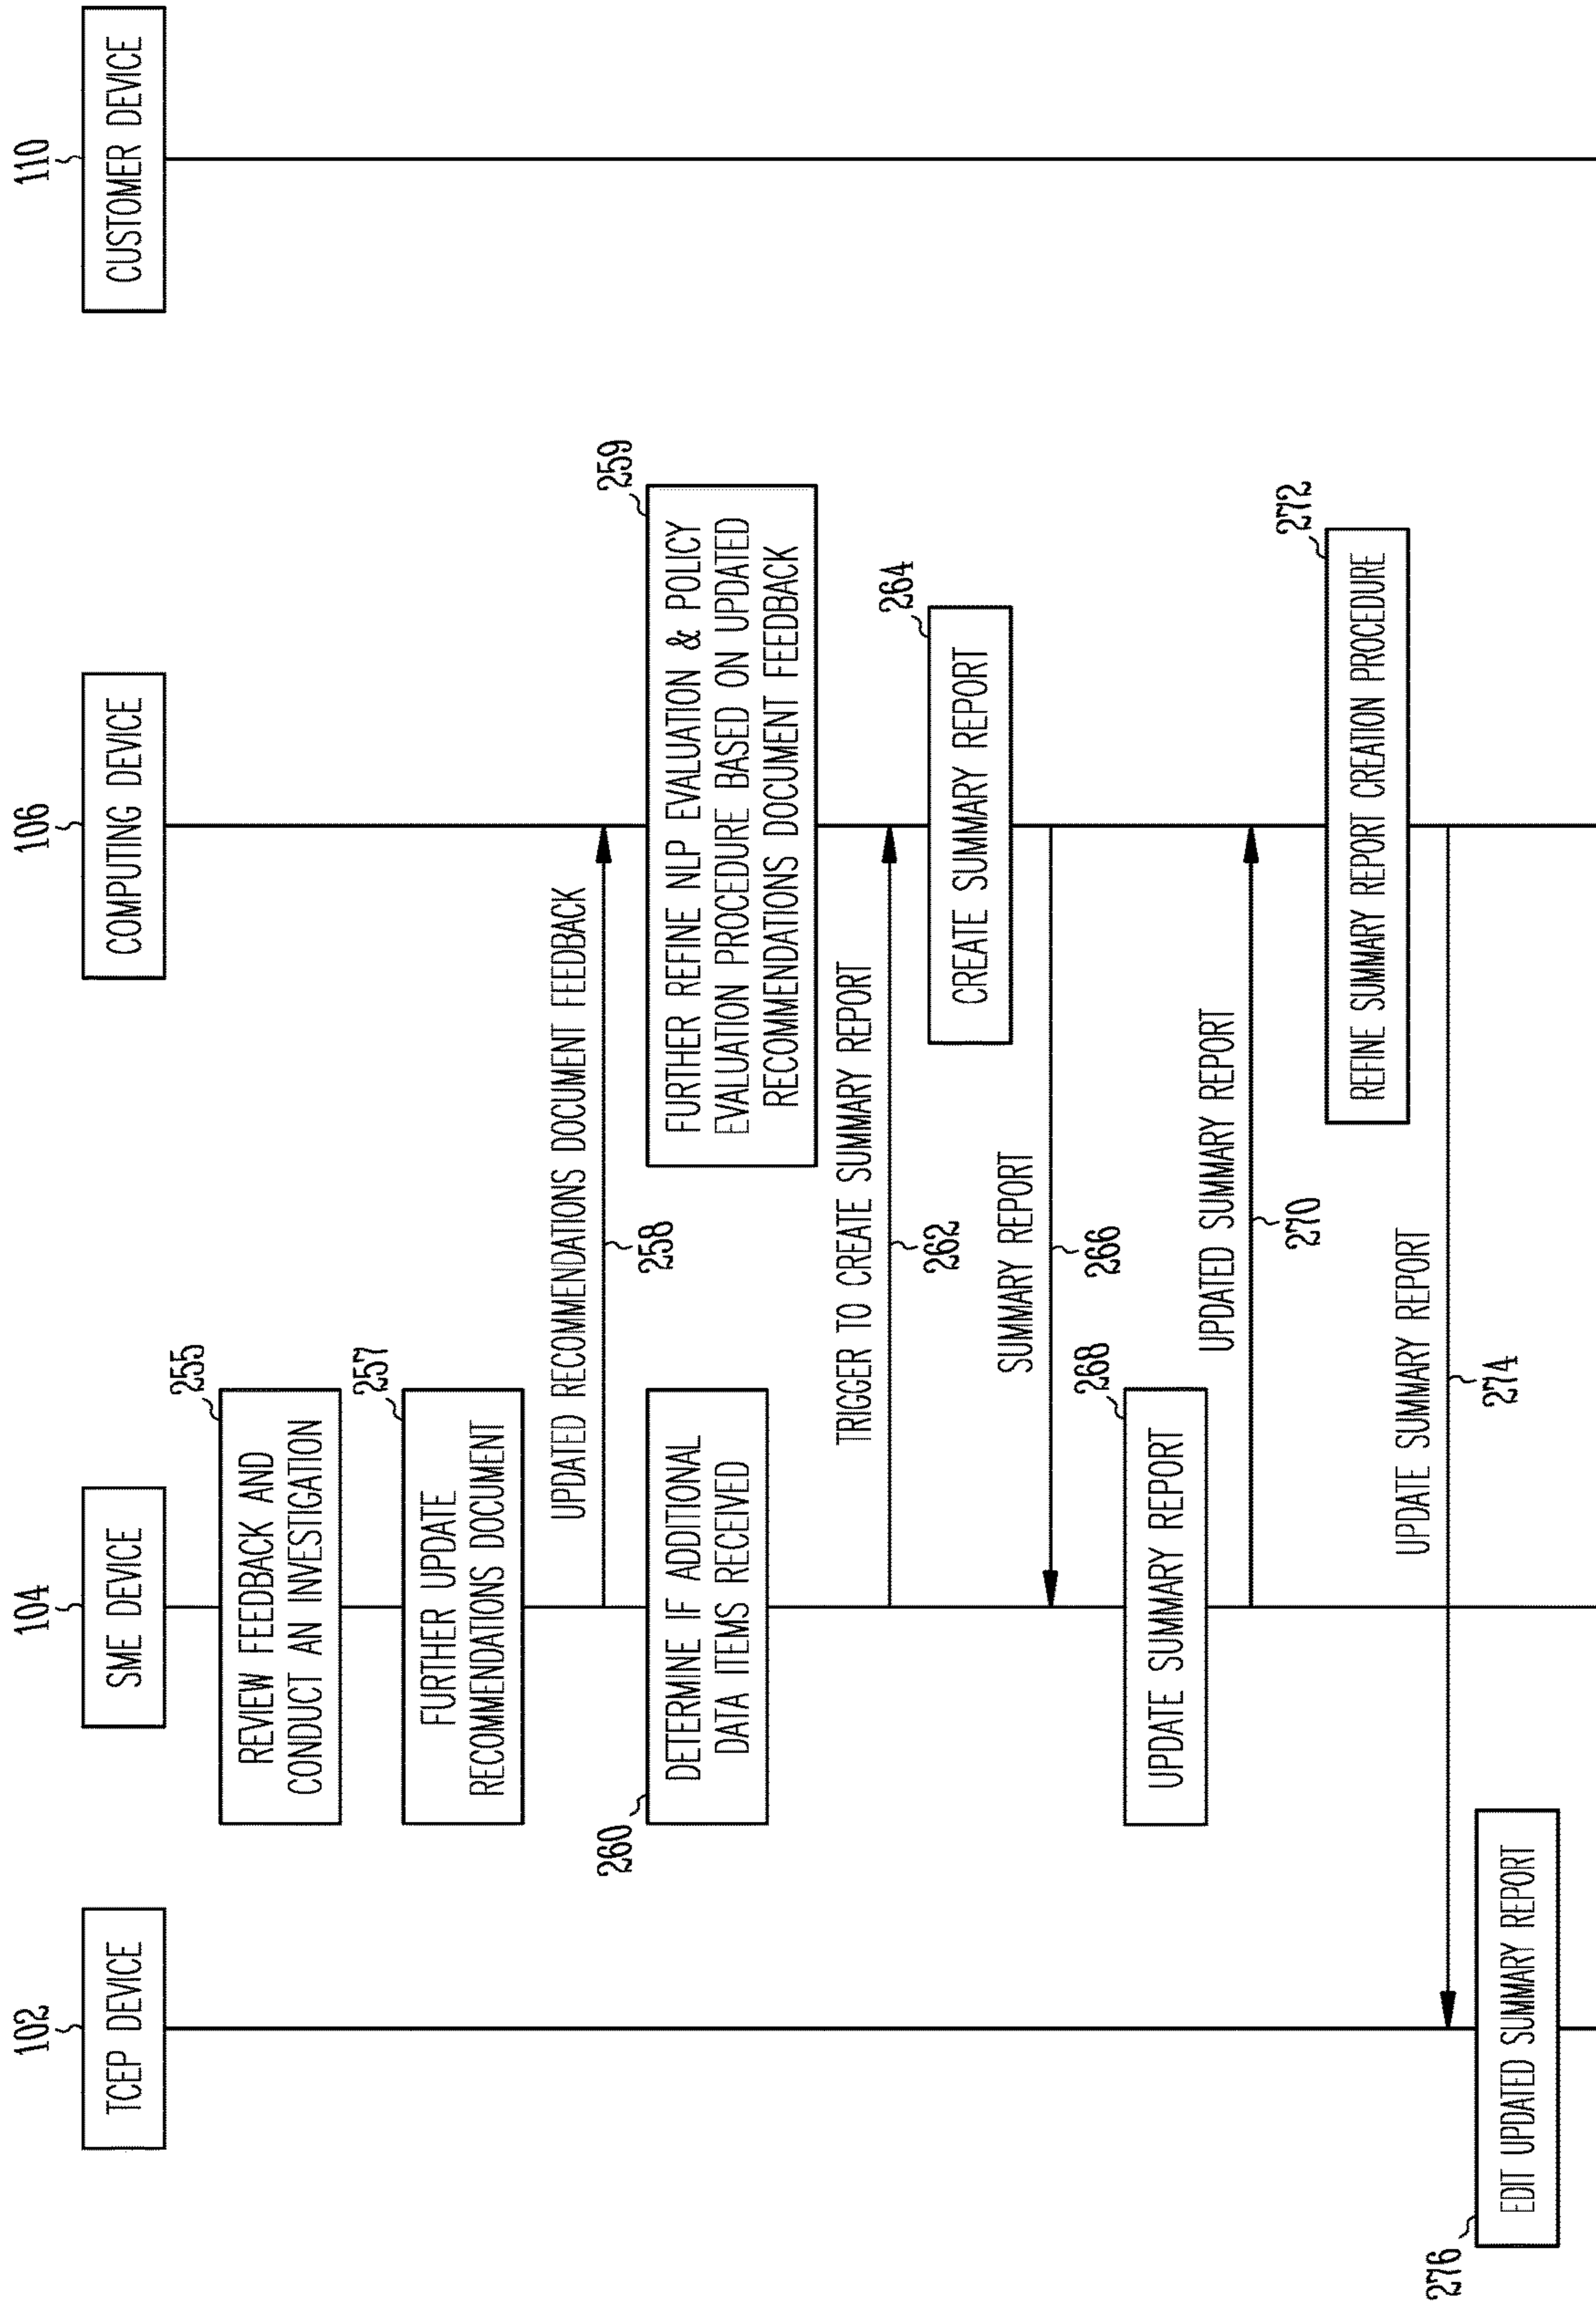 102
TCEP DEVICE
104
SME DEVICE
106
COMPUTING DEVICE
110
CUSTOMER DEVICE
255
REVIEW FEEDBACK AND
CONDUCT AN INVESTIGATION
257
FURTHER UPDATE
RECOMMENDATIONS DOCUMENT
UPDATED RECOMMENDATIONS DOCUMENT FEEDBACK
258
260
DETERMINE IF ADDITIONAL
DATA ITEMS RECEIVED
259
FURTHER REFINE NLP EVALUATION & POLICY
EVALUATION PROCEDURE BASED ON UPDATED
RECOMMENDATIONS DOCUMENT FEEDBACK
TRIGGER TO CREATE SUMMARY REPORT
262
264
CREATE SUMMARY REPORT
SUMMARY REPORT
266
268
UPDATE SUMMARY REPORT
UPDATED SUMMARY REPORT
270
272
REFINE SUMMARY REPORT CREATION PROCEDURE
UPDATE SUMMARY REPORT
274
276
EDIT UPDATED SUMMARY REPORT